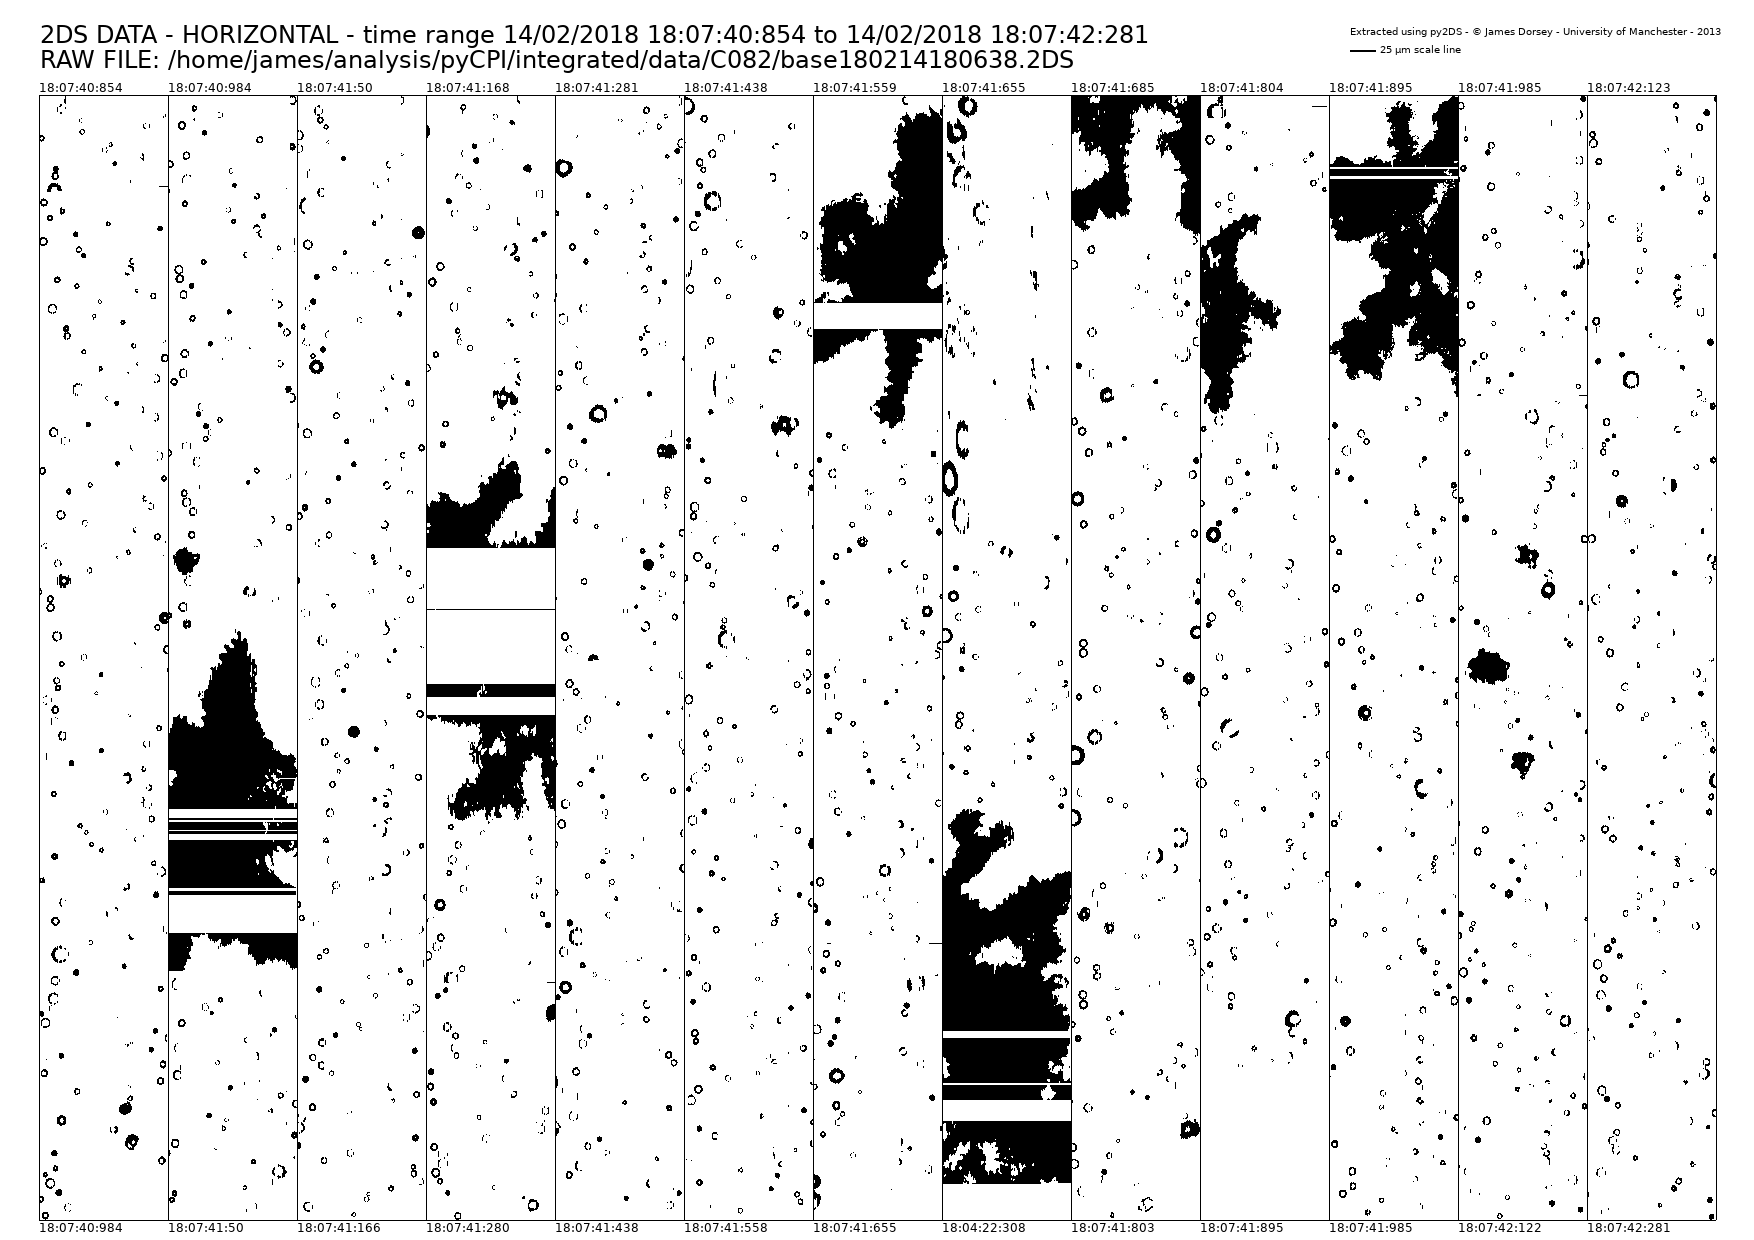 2DS DATA - HORIZONTAL - time range 14/02/2018 18:07:40:854 to 14/02/2018 18:07:42:281
Extracted using py2DS - © James Dorsey - University of Manchester - 2013
25 µm scale line
RAW FILE: /home/james/analysis/pyCPI/integrated/data/C082/base180214180638.2DS
18:07:40:854 18:07:40:984 18:07:41:50 18:07:41:168 18:07:41:281 18:07:41:438 18:07:41:559 18:07:41:655 18:07:41:685 18:07:41:804 18:07:41:895 18:07:41:985 18:07:42:123
18:07:40:984 18:07:41:50 18:07:41:166 18:07:41:280 18:07:41:438 18:07:41:558 18:07:41:655 18:04:22:308 18:07:41:803 18:07:41:895 18:07:41:985 18:07:42:122 18:07:42:281